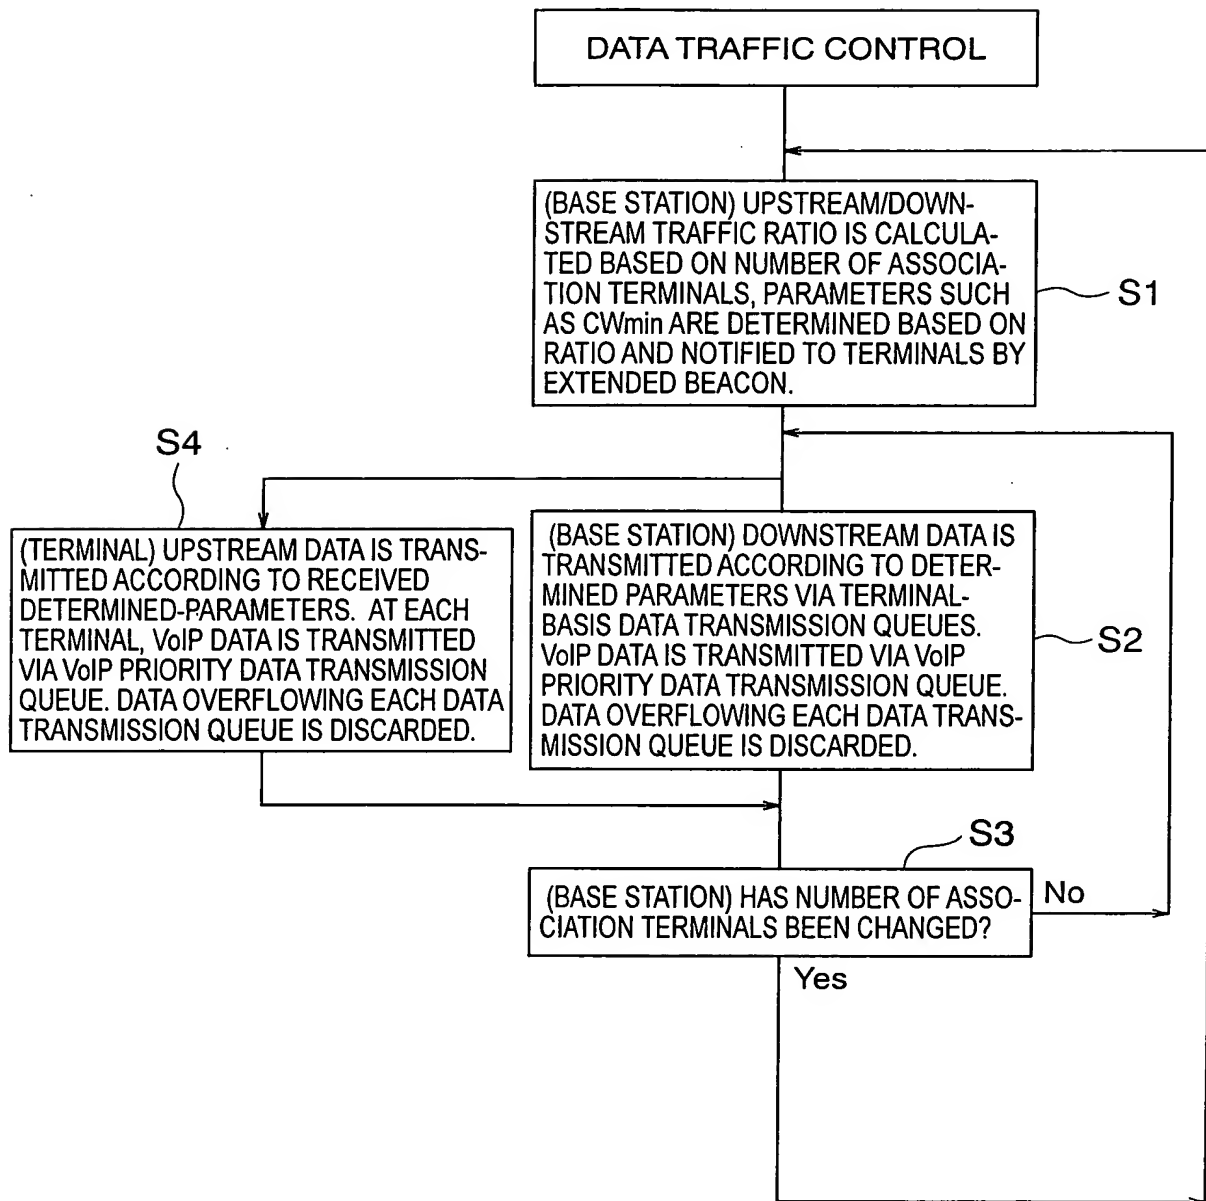 DATA TRAFFIC CONTROL
(BASE STATION) UPSTREAM/DOWN-
STREAM TRAFFIC RATIO IS CALCULA-
TED BASED ON NUMBER OF ASSOCIA-
TION TERMINALS, PARAMETERS SUCH
AS CWmin ARE DETERMINED BASED ON
RATIO AND NOTIFIED TO TERMINALS BY
EXTENDED BEACON.
S1
S4
(TERMINAL) UPSTREAM DATA IS TRANS-
MITTED ACCORDING TO RECEIVED
DETERMINED-PARAMETERS. AT EACH
TERMINAL, VoIP DATA IS TRANSMITTED
VIA VoIP PRIORITY DATA TRANSMISSION
QUEUE. DATA OVERFLOWING EACH DATA
TRANSMISSION QUEUE IS DISCARDED.
(BASE STATION) DOWNSTREAM DATA IS
TRANSMITTED ACCORDING TO DETER-
MINED PARAMETERS VIA TERMINAL-
BASIS DATA TRANSMISSION QUEUES.
VoIP DATA IS TRANSMITTED VIA VoIP
PRIORITY DATA TRANSMISSION QUEUE.
DATA OVERFLOWING EACH DATA TRANS-
MISSION QUEUE IS DISCARDED.
S2
S3
(BASE STATION) HAS NUMBER OF ASSO-
CIATION TERMINALS BEEN CHANGED?
No
Yes